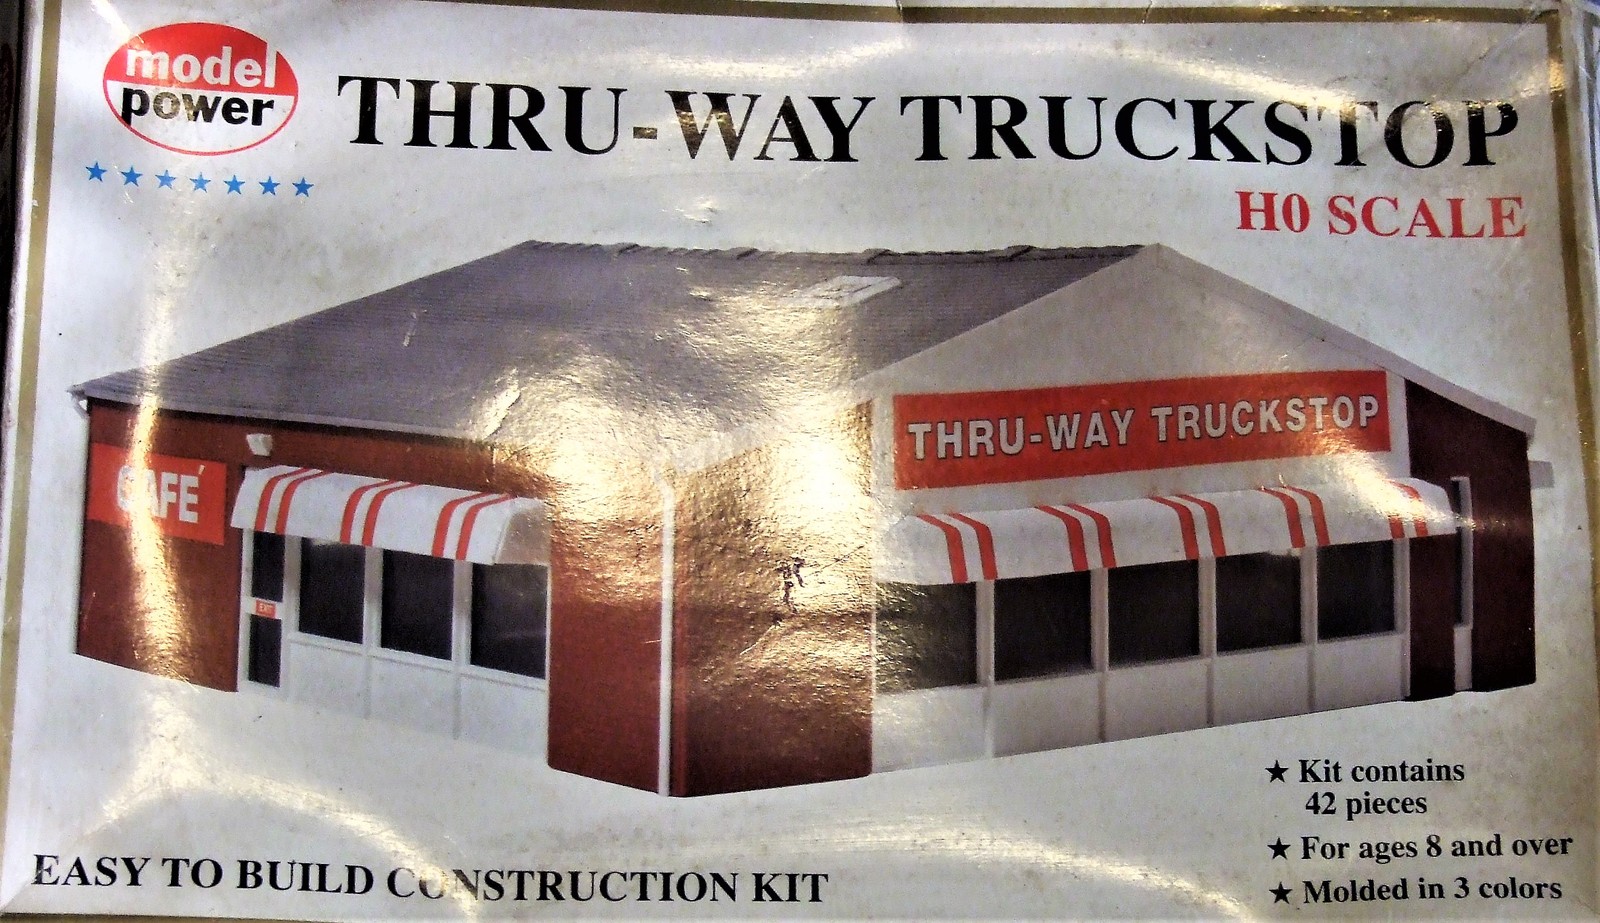 model
power
THRU-WAY TRUCKSTOP
H0 SCALE
THRU-WAY TRUCKSTOP
CAFÉ
EXIT
★ Kit contains
42 pieces
★ For ages 8 and over
★ Molded in 3 colors
EASY TO BUILD CONSTRUCTION KIT